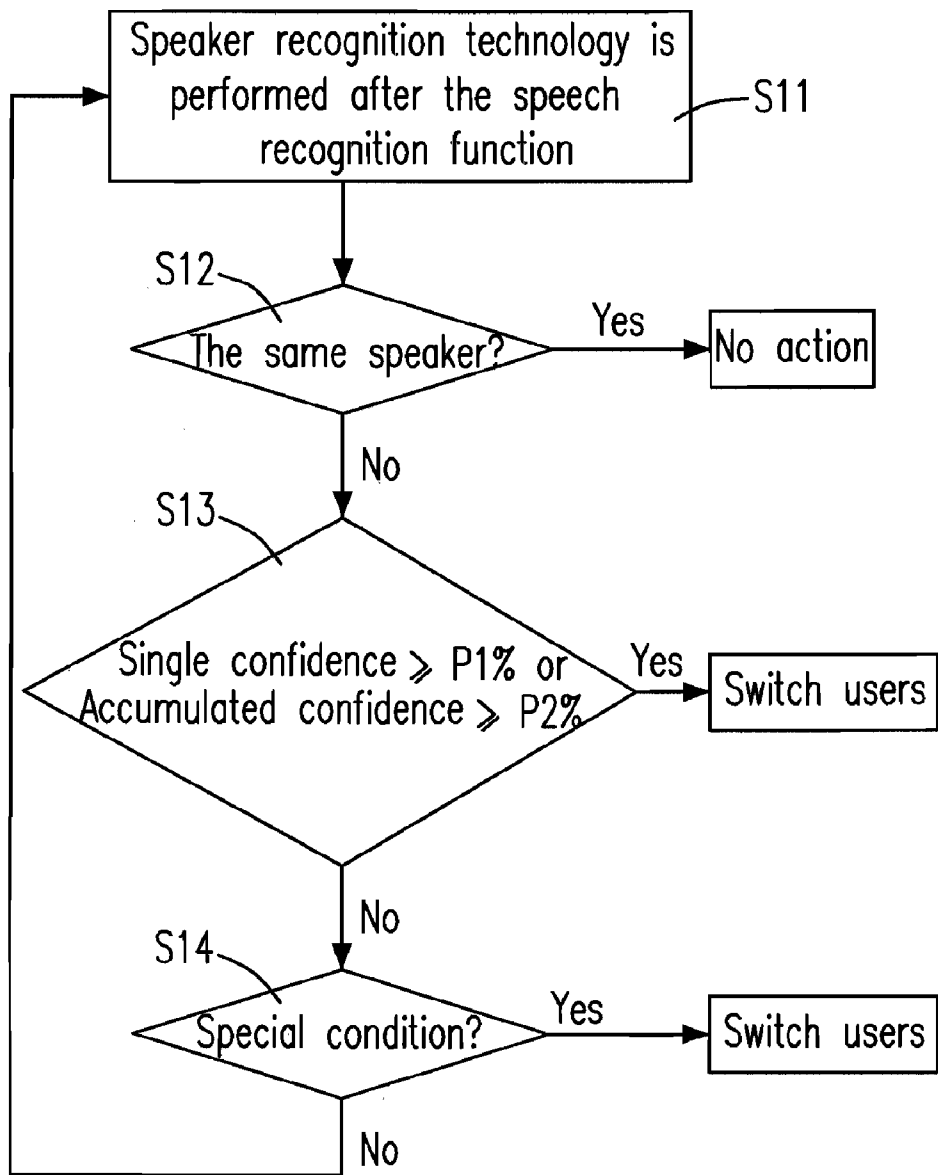 Speaker recognition technology is
performed after the speech
recognition function
S11
S12
The same speaker?
Yes
No action
No
S13
Single confidence ⩾ P1% or
Accumulated confidence ⩾ P2%
Yes
Switch users
No
S14
Special condition?
Yes
Switch users
No